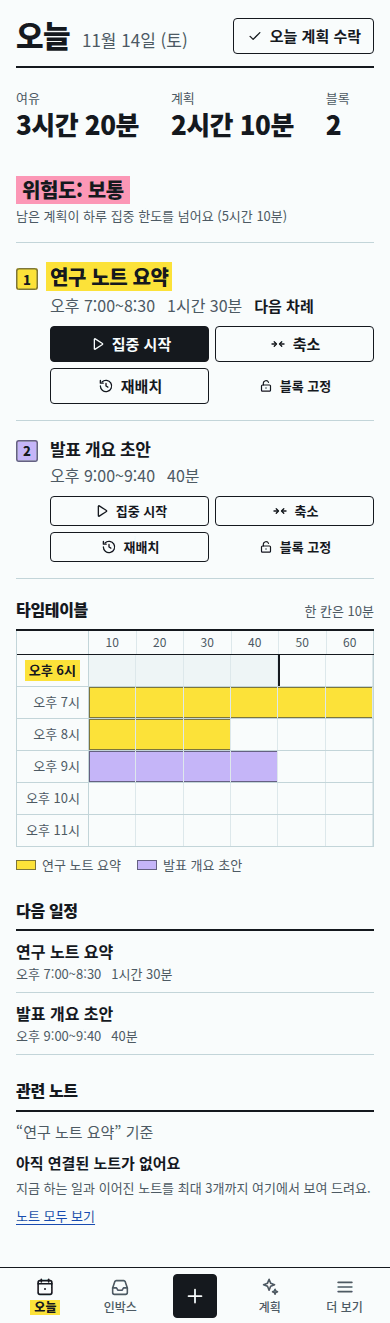 오늘 11월 14일 (토) 오늘 계획 수락
여유 계획 블록
3시간 20분 2시간 10분 2
위험도: 보통
남은 계획이 하루 집중 한도를 넘어요 (5시간 10분)
1 연구 노트 요약
오후 7:00~8:30 1시간 30분 다음 차례
집중 시작 축소
재배치 블록 고정
2 발표 개요 초안
오후 9:00~9:40 40분
집중 시작 축소
재배치 블록 고정
타임테이블 한 칸은 10분
10 20 30 40 50 60
오후 6시
오후 7시
오후 8시
오후 9시
오후 10시
오후 11시
연구 노트 요약 발표 개요 초안
다음 일정
연구 노트 요약
오후 7:00~8:30 1시간 30분
발표 개요 초안
오후 9:00~9:40 40분
관련 노트
“연구 노트 요약” 기준
아직 연결된 노트가 없어요
지금 하는 일과 이어진 노트를 최대 3개까지 여기에서 보여 드려요.
노트 모두 보기
오늘 인박스 계획 더 보기